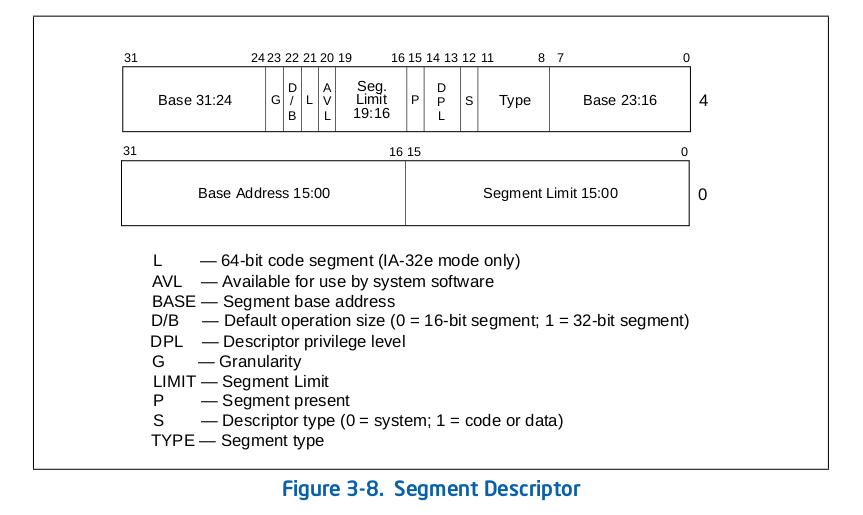 31 24 23 22 21 20 19 16 15 14 13 12 11 8 7 0
Base 31:24 G D/B L AVL Seg. Limit 19:16 P DPL S Type Base 23:16 4
31 16 15 0
Base Address 15:00 Segment Limit 15:00 0
L — 64-bit code segment (IA-32e mode only)
AVL — Available for use by system software
BASE — Segment base address
D/B — Default operation size (0 = 16-bit segment; 1 = 32-bit segment)
DPL — Descriptor privilege level
G — Granularity
LIMIT — Segment Limit
P — Segment present
S — Descriptor type (0 = system; 1 = code or data)
TYPE — Segment type
Figure 3-8. Segment Descriptor